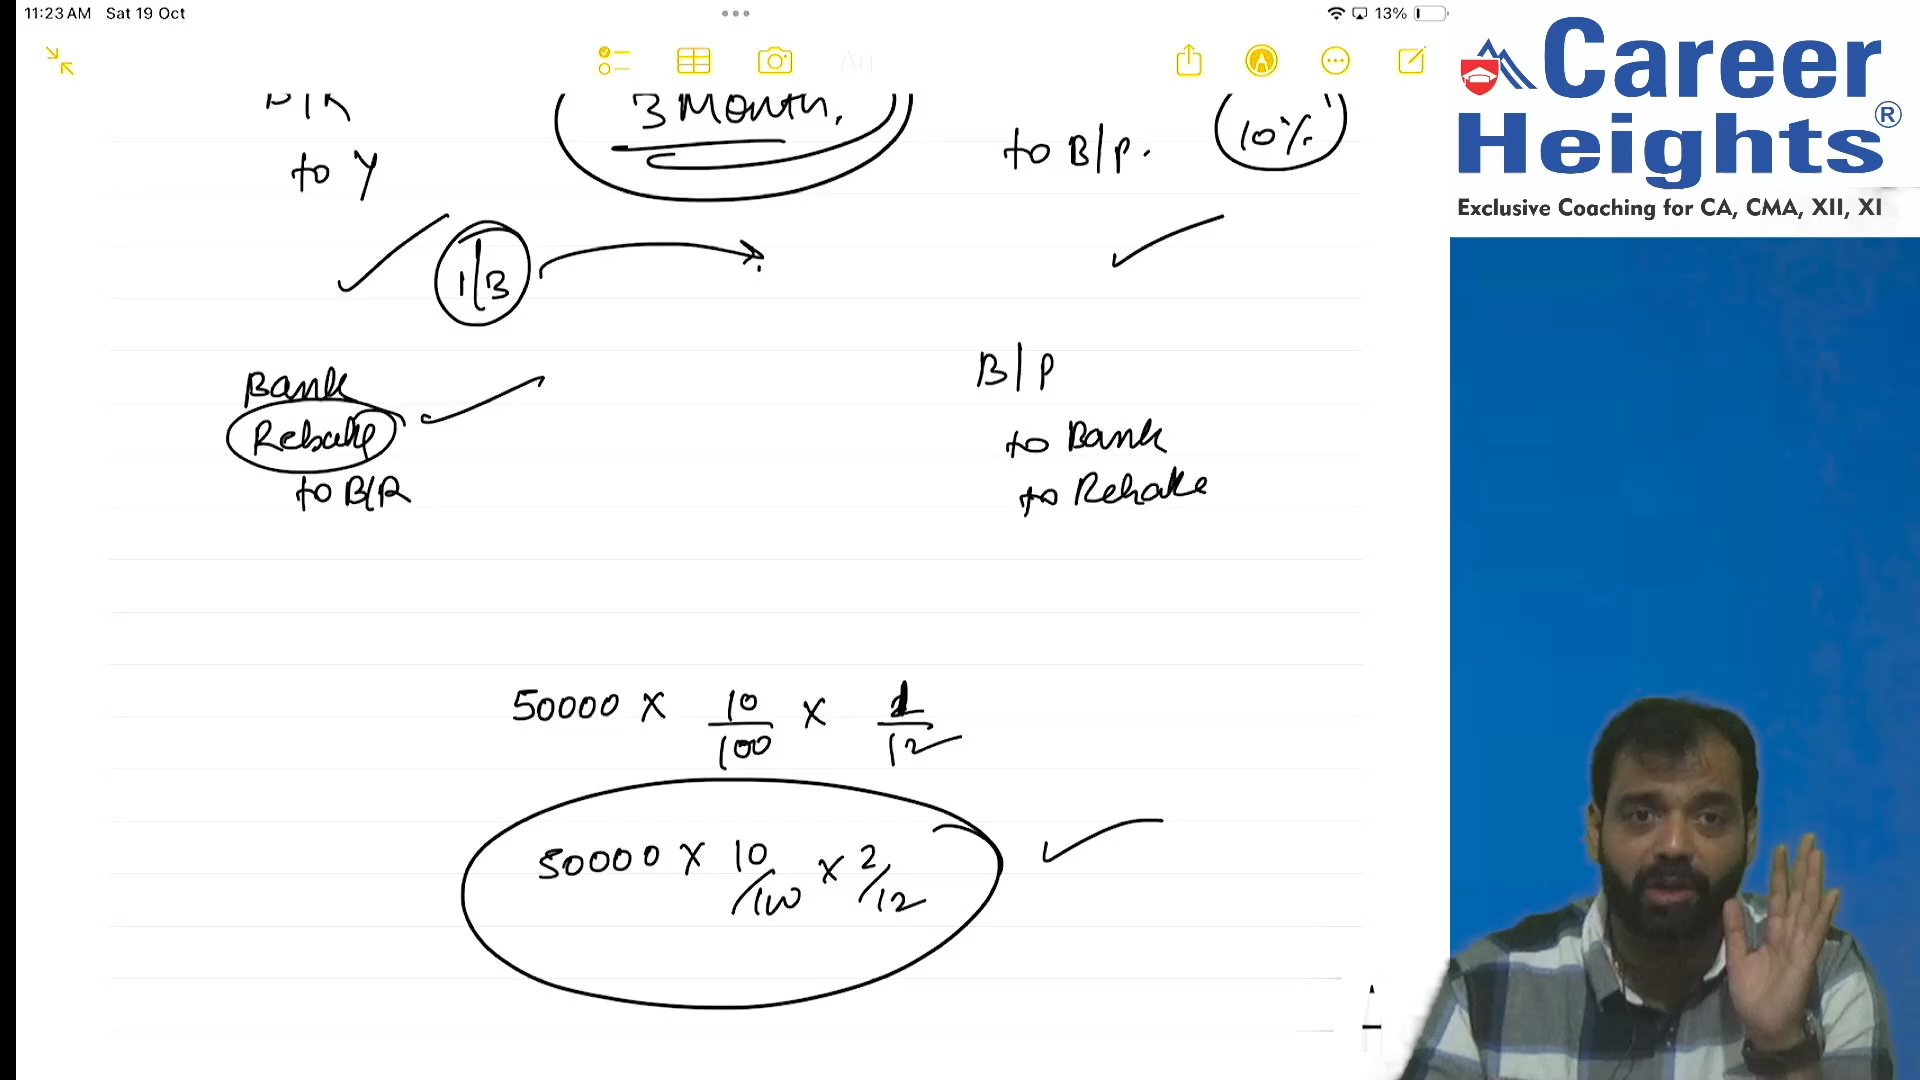 11:23 AM Sat 19 Oct
13%
Career
Heights®
Exclusive Coaching for CA, CMA, XII, XI
3 Month.
10%
to Y
to B/P.
1/3
Bank
Rebate
to B/R
B/P
to Bank
to Rebate
50000 x 10/100 x 1/12
50000 x 10/100 x 2/12